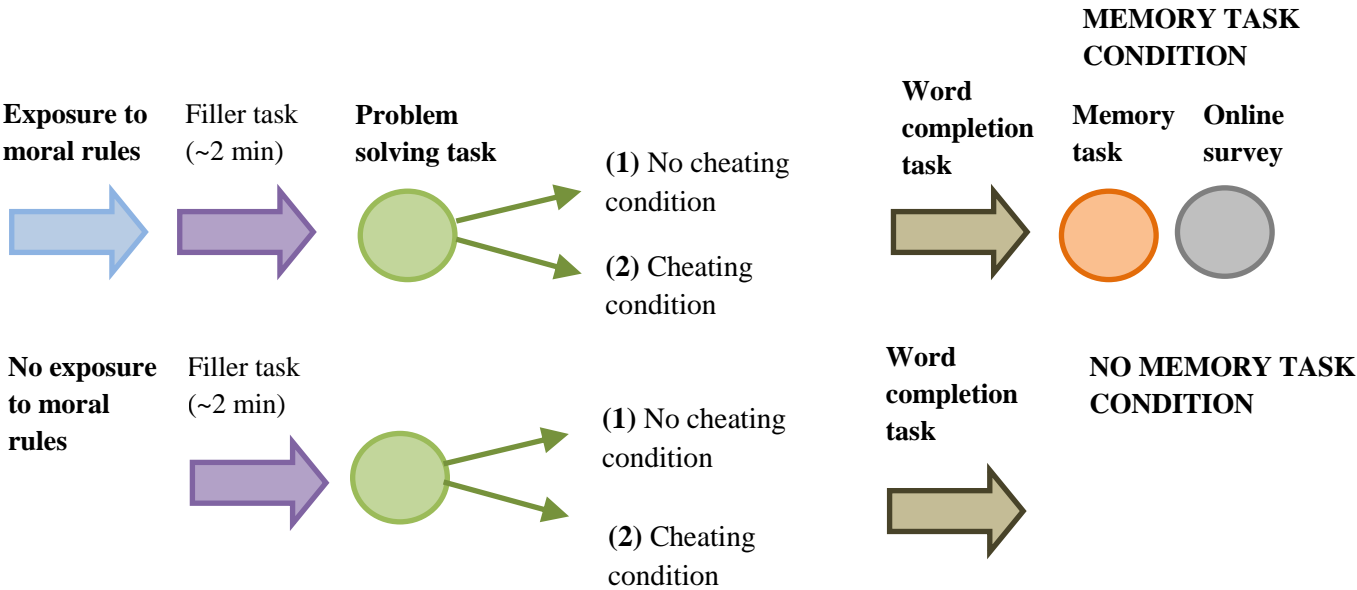 MEMORY TASK
CONDITION
Exposure to
moral rules
Filler task
(~2 min)
Problem
solving task
(1) No cheating
condition
(2) Cheating
condition
Word
completion
task
Memory
task
Online
survey
No exposure
to moral
rules
Filler task
(~2 min)
(1) No cheating
condition
(2) Cheating
condition
Word
completion
task
NO MEMORY TASK
CONDITION